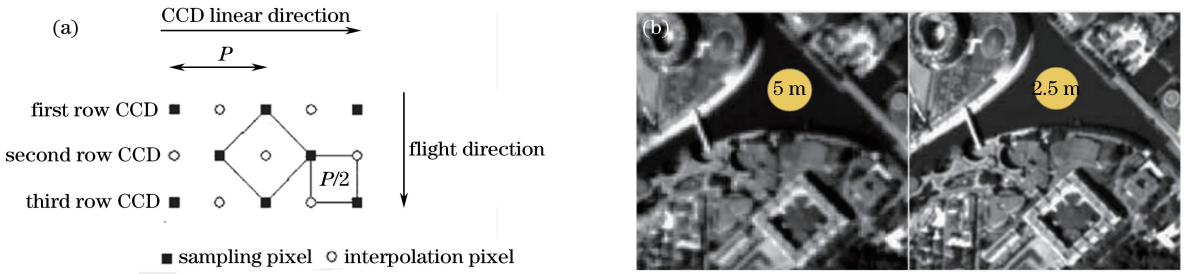 (a)
CCD linear direction
P
first row CCD
second row CCD
third row CCD
P/2
flight direction
sampling pixel
interpolation pixel
(b)
5 m
2.5 m